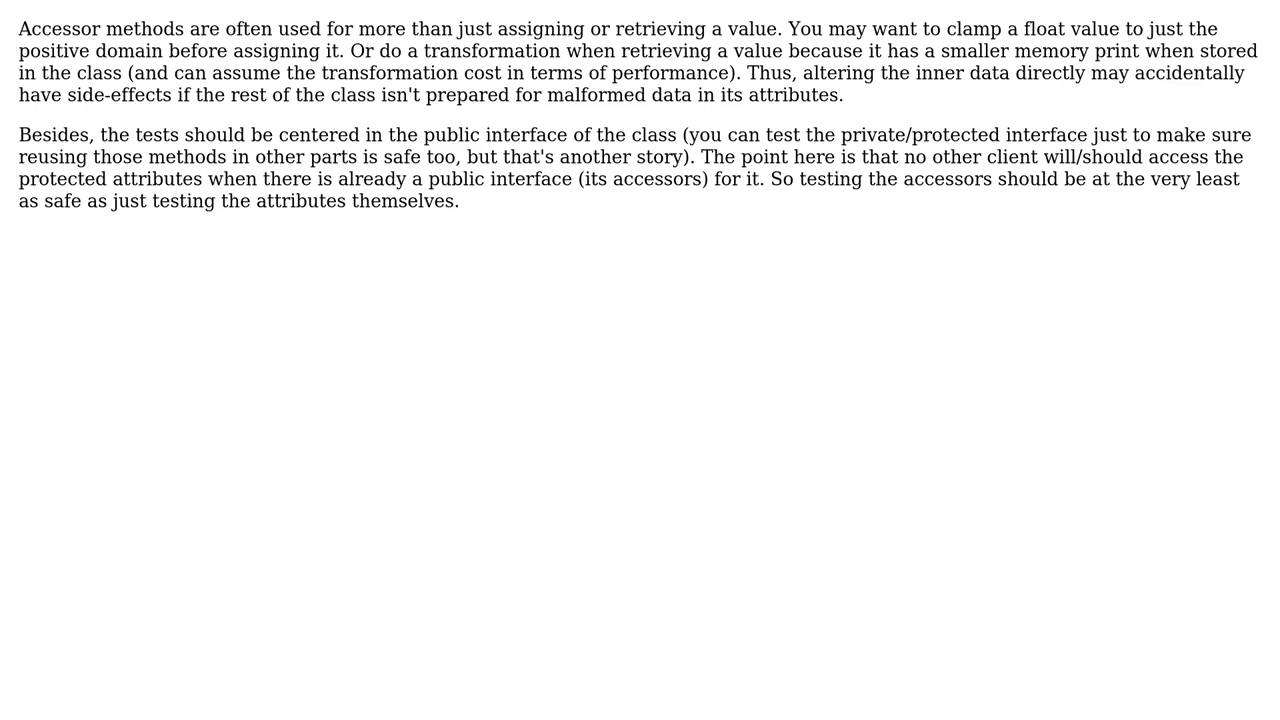 Accessor methods are often used for more than just assigning or retrieving a value. You may want to clamp a float value to just the
positive domain before assigning it. Or do a transformation when retrieving a value because it has a smaller memory print when stored
in the class (and can assume the transformation cost in terms of performance). Thus, altering the inner data directly may accidentally
have side-effects if the rest of the class isn't prepared for malformed data in its attributes.
Besides, the tests should be centered in the public interface of the class (you can test the private/protected interface just to make sure
reusing those methods in other parts is safe too, but that's another story). The point here is that no other client will/should access the
protected attributes when there is already a public interface (its accessors) for it. So testing the accessors should be at the very least
as safe as just testing the attributes themselves.